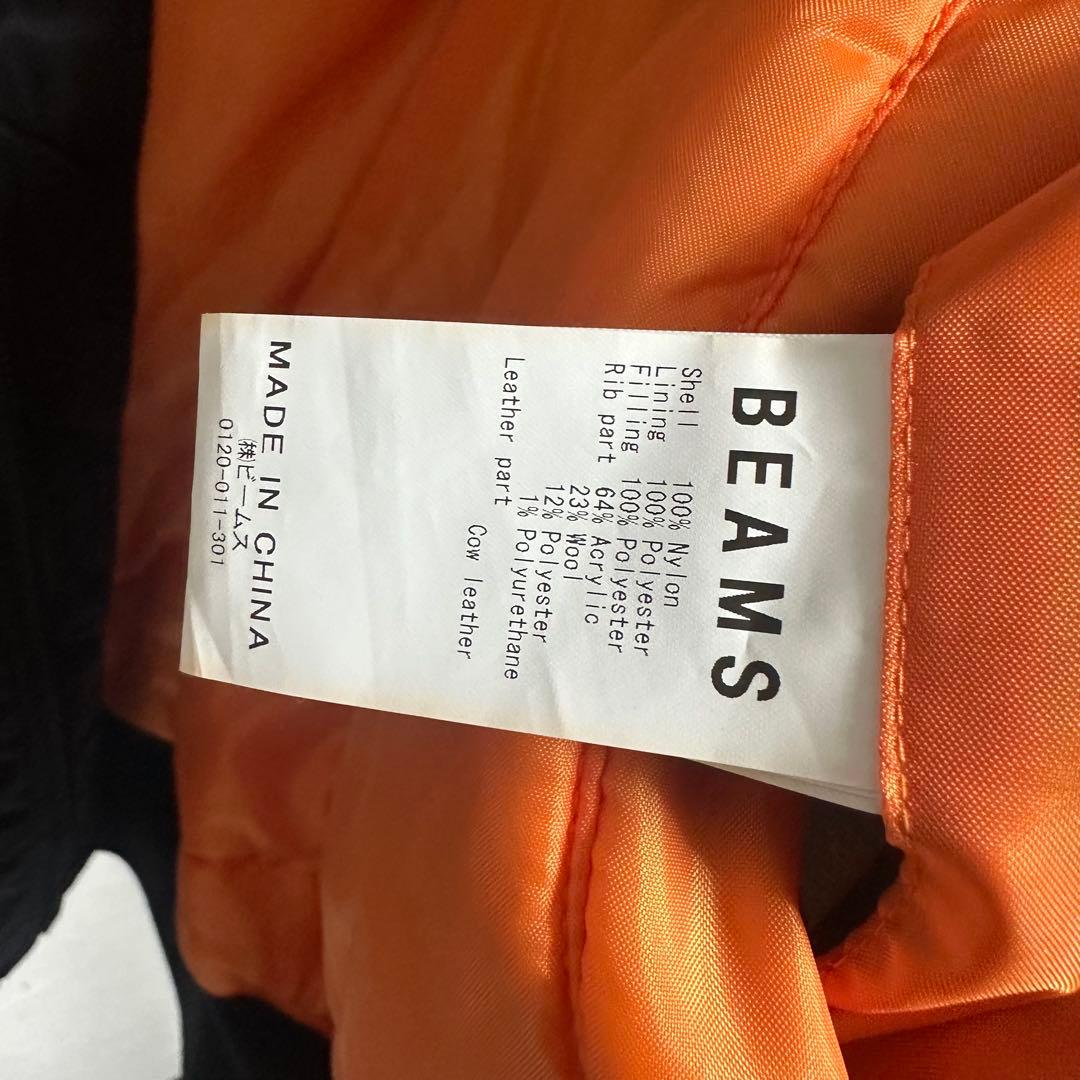 BEAMS
Shell 100% Nylon
Lining 100% Polyester
Filling 100% Polyester
Rib part 64% Acrylic
23% Wool
12% Polyester
1% Polyurethane
Leather part
Cow leather
MADE IN CHINA
㈱ビームス
0120-011-301